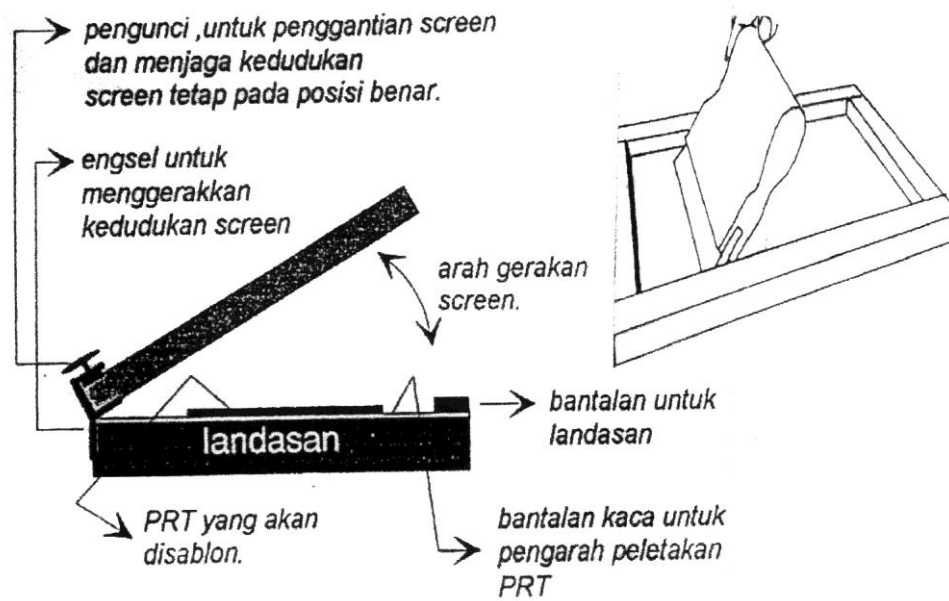 pengunci ,untuk penggantian screen
dan menjaga kedudukan
screen tetap pada posisi benar.
engsel untuk
menggerakkan
kedudukan screen
arah gerakan
screen.
bantalan untuk
landasan
landasan
PRT yang akan
disablon.
bantalan kaca untuk
pengarah peletakan
PRT